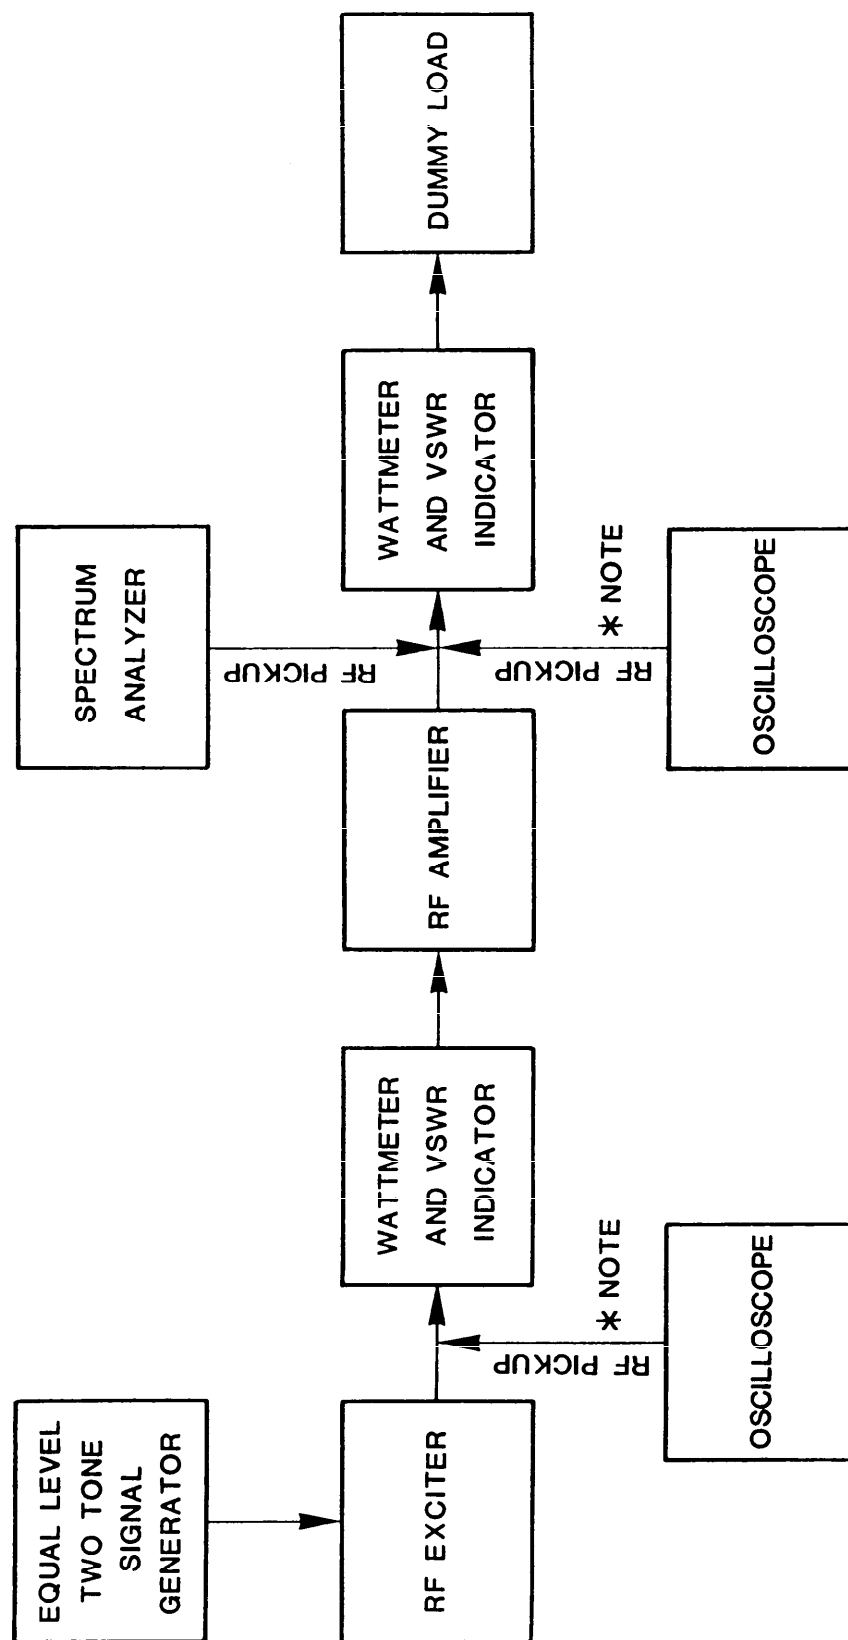 EQUAL LEVEL
TWO TONE
SIGNAL
GENERATOR
SPECTRUM
ANALYZER
RF PICKUP
RF EXCITER
WATTMETER
AND VSWR
INDICATOR
RF AMPLIFIER
WATTMETER
AND VSWR
INDICATOR
DUMMY LOAD
RF PICKUP
* NOTE
RF PICKUP
* NOTE
OSCILLOSCOPE
OSCILLOSCOPE